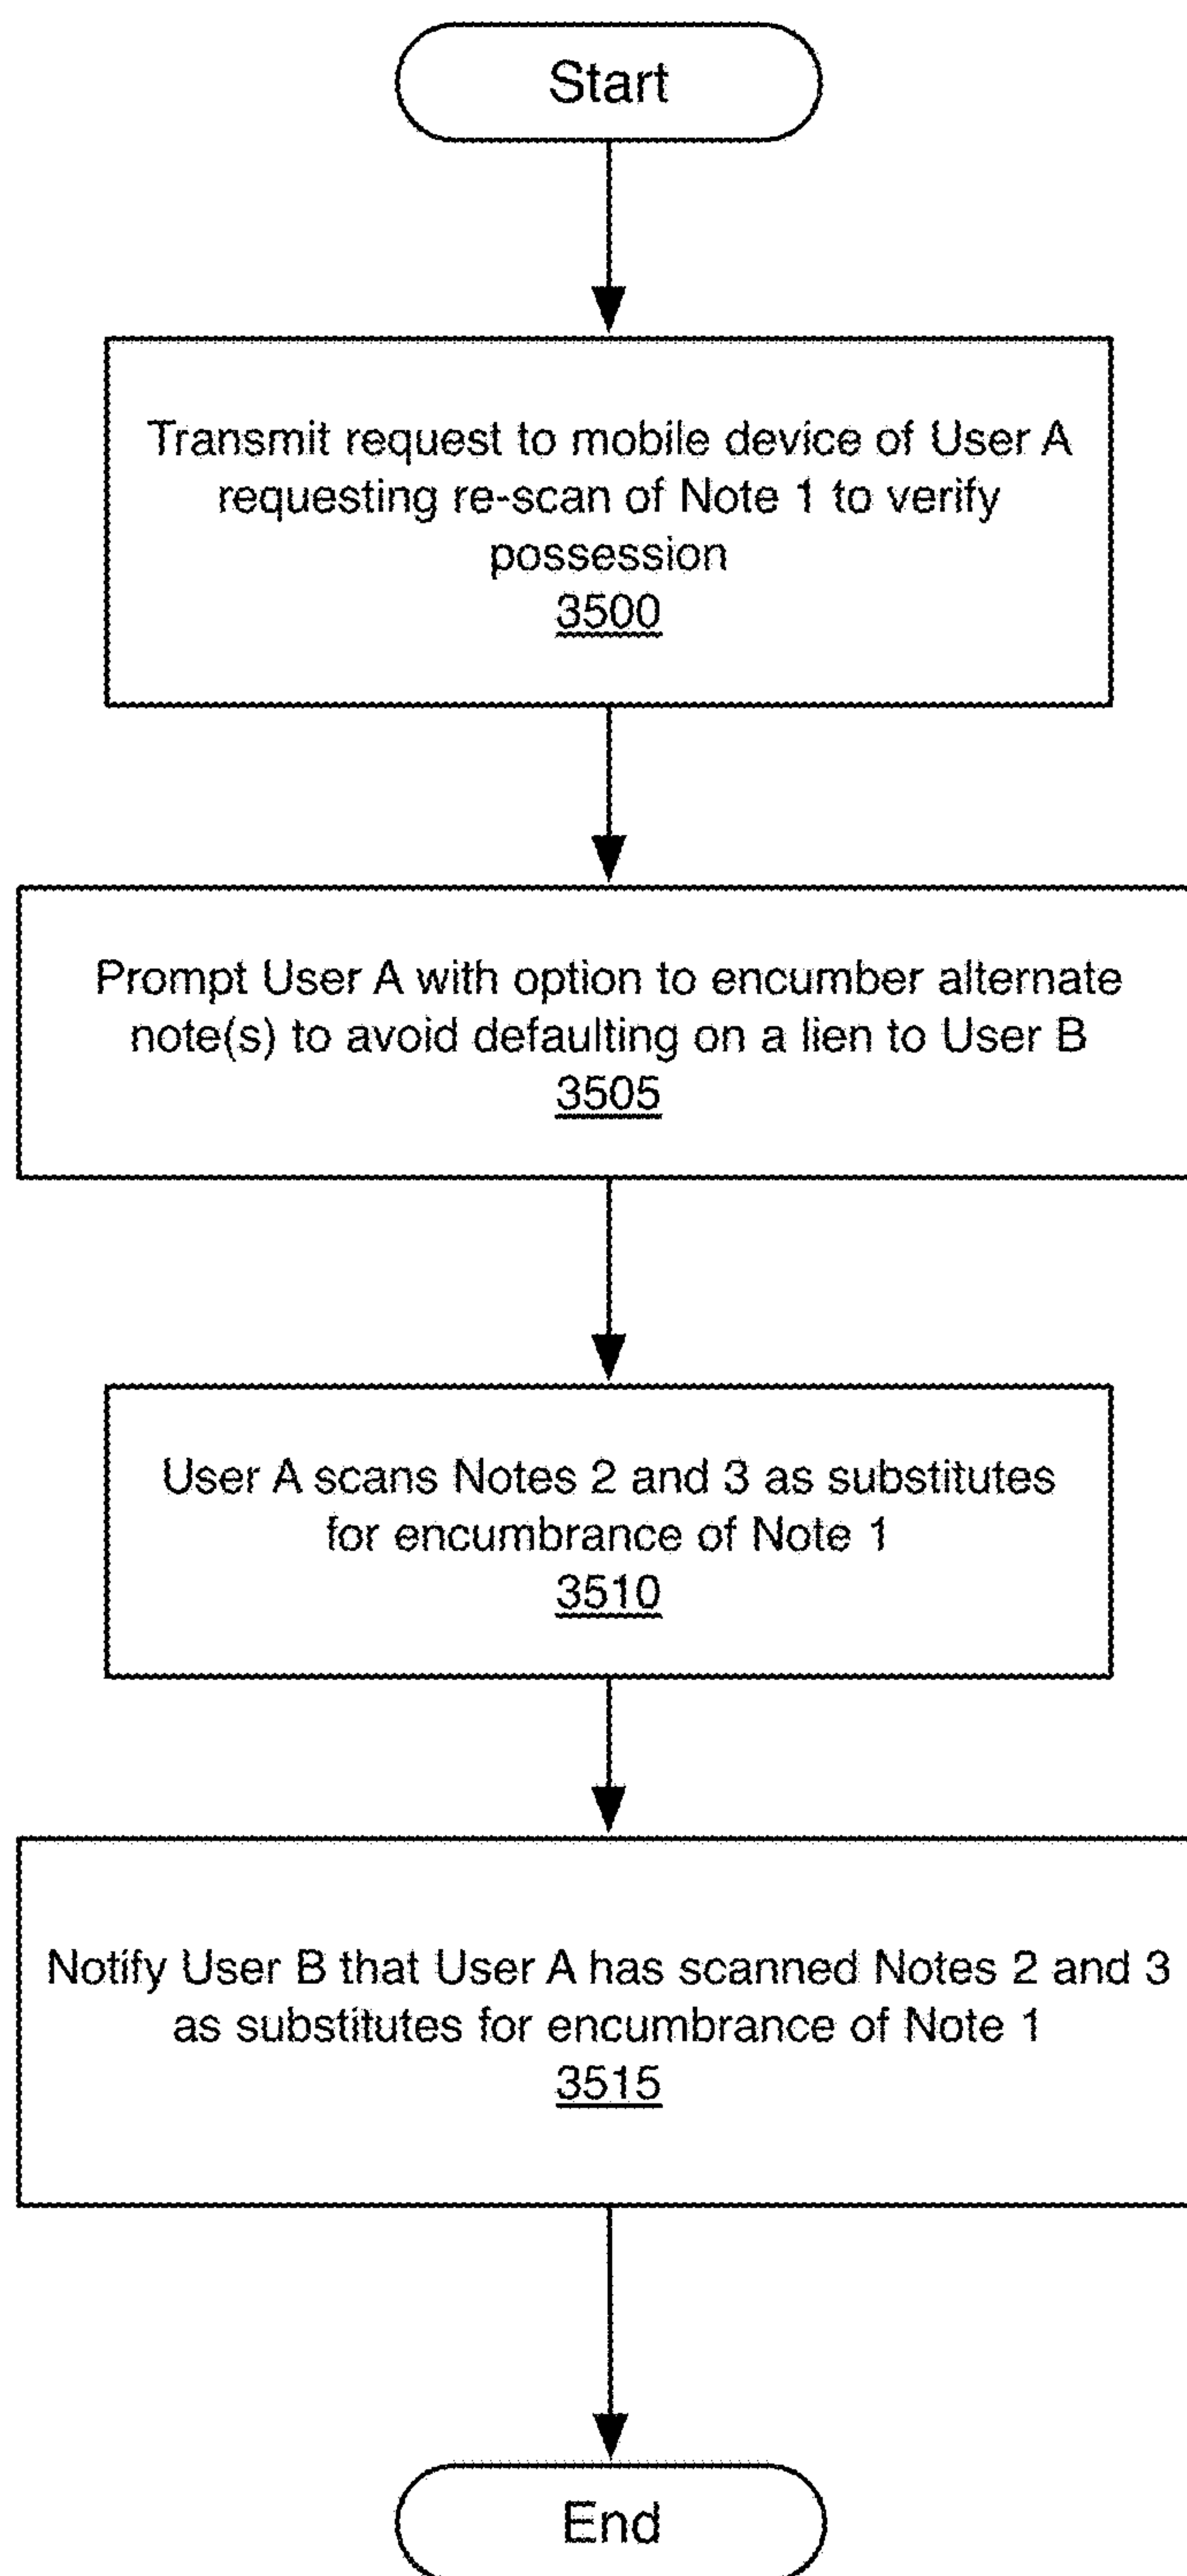 Start
Transmit request to mobile device of User A
requesting re-scan of Note 1 to verify
possession
3500
Prompt User A with option to encumber alternate
note(s) to avoid defaulting on a lien to User B
3505
User A scans Notes 2 and 3 as substitutes
for encumbrance of Note 1
3510
Notify User B that User A has scanned Notes 2 and 3
as substitutes for encumbrance of Note 1
3515
End